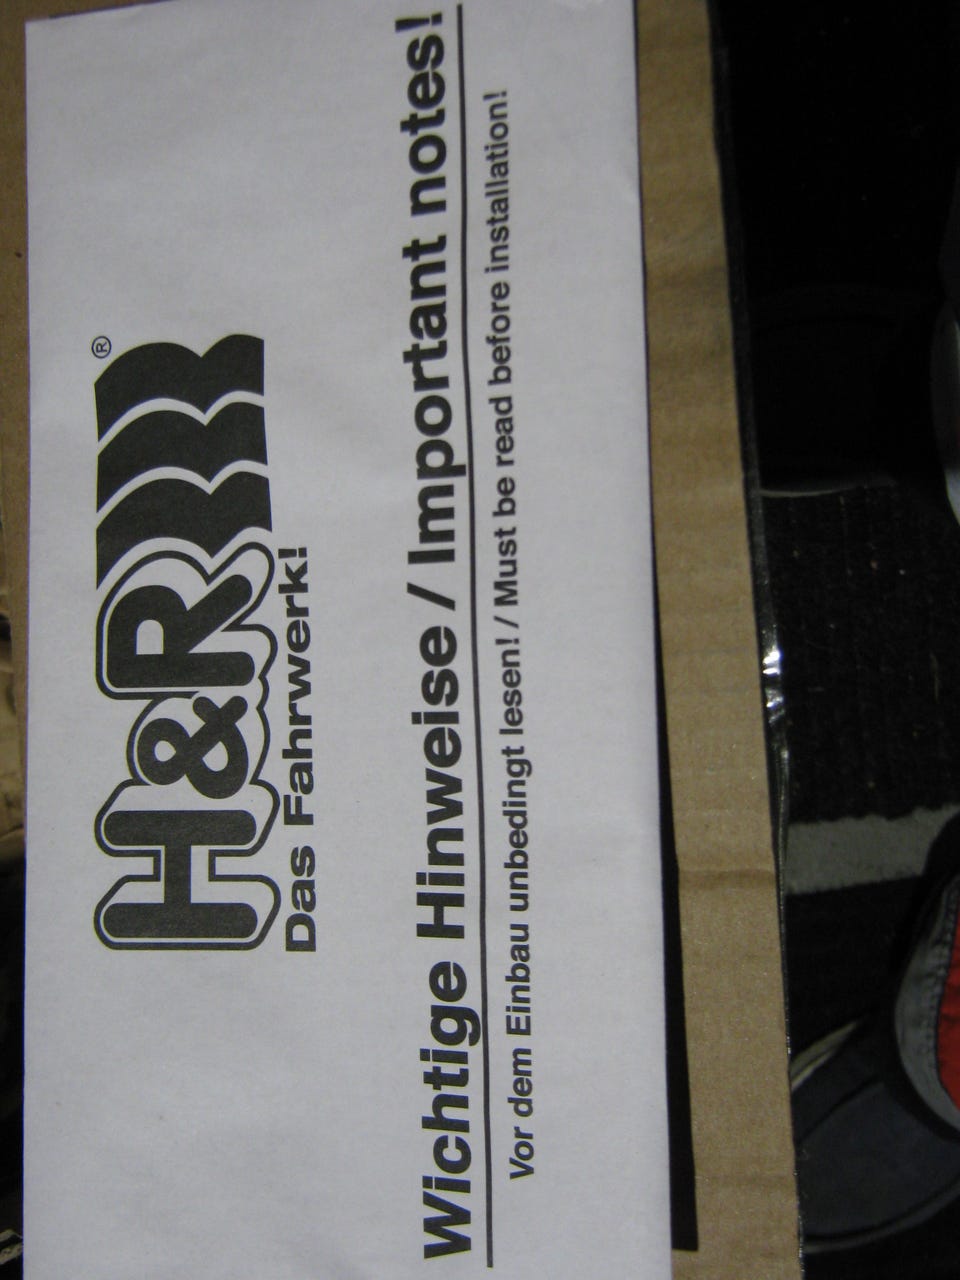 H&R®
Das Fahrwerk!
Wichtige Hinweise / Important notes!
Vor dem Einbau unbedingt lesen! / Must be read before installation!